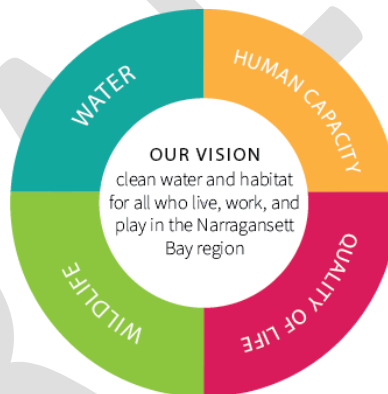 WATER
HUMAN CAPACITY
OUR VISION
clean water and habitat
for all who live, work, and
play in the Narragansett
Bay region
WILDLIFE
QUALITY OF LIFE